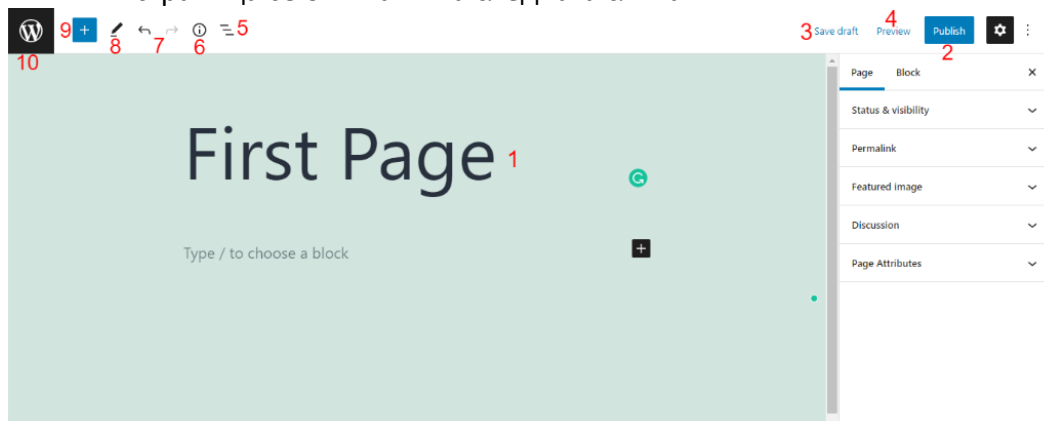 9 5 3 Save draft 4 Preview Publish
10 8 7 6 2
Page Block
Status & visibility
First Page 1
Permalink
Featured image
Discussion
Type / to choose a block
Page Attributes